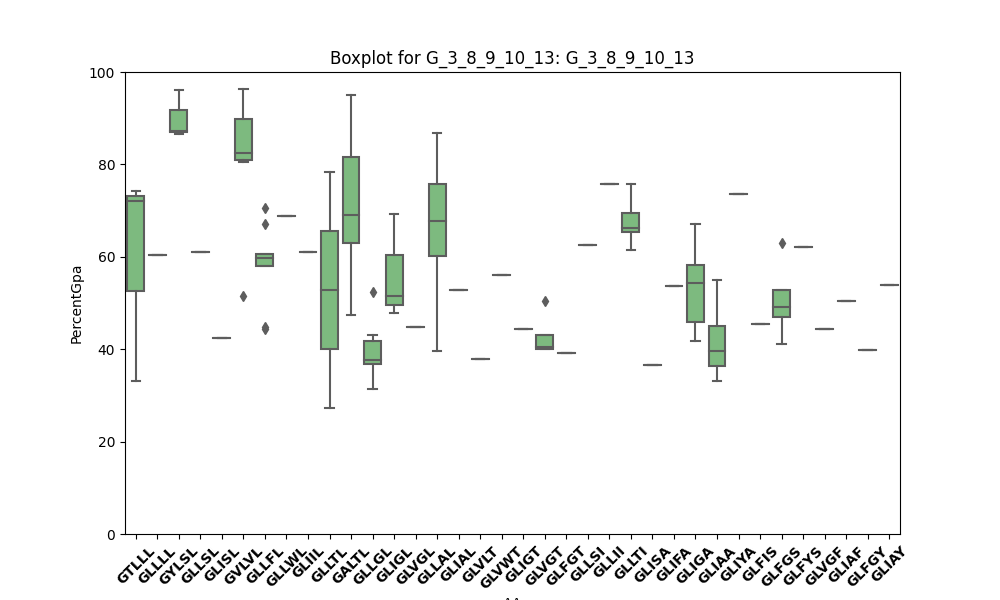 Boxplot for G_3_8_9_10_13: G_3_8_9_10_13
100
80
60
40
20
0
PercentGpa
GTLLL
GLLLL
GYLSL
GLLSL
GLISL
GVLVL
GLLFL
GLLWL
GLIIL
GLLTL
GALTL
GLLGL
GLIGL
GLVGL
GLLAL
GLIAL
GLVLT
GLVWT
GLIGT
GLVGT
GLFGT
GLLSI
GLLII
GLLTI
GLISA
GLIFA
GLIGA
GLIAA
GLIYA
GLFIS
GLFGS
GLFYS
GLVGF
GLIAF
GLFGY
GLIAY